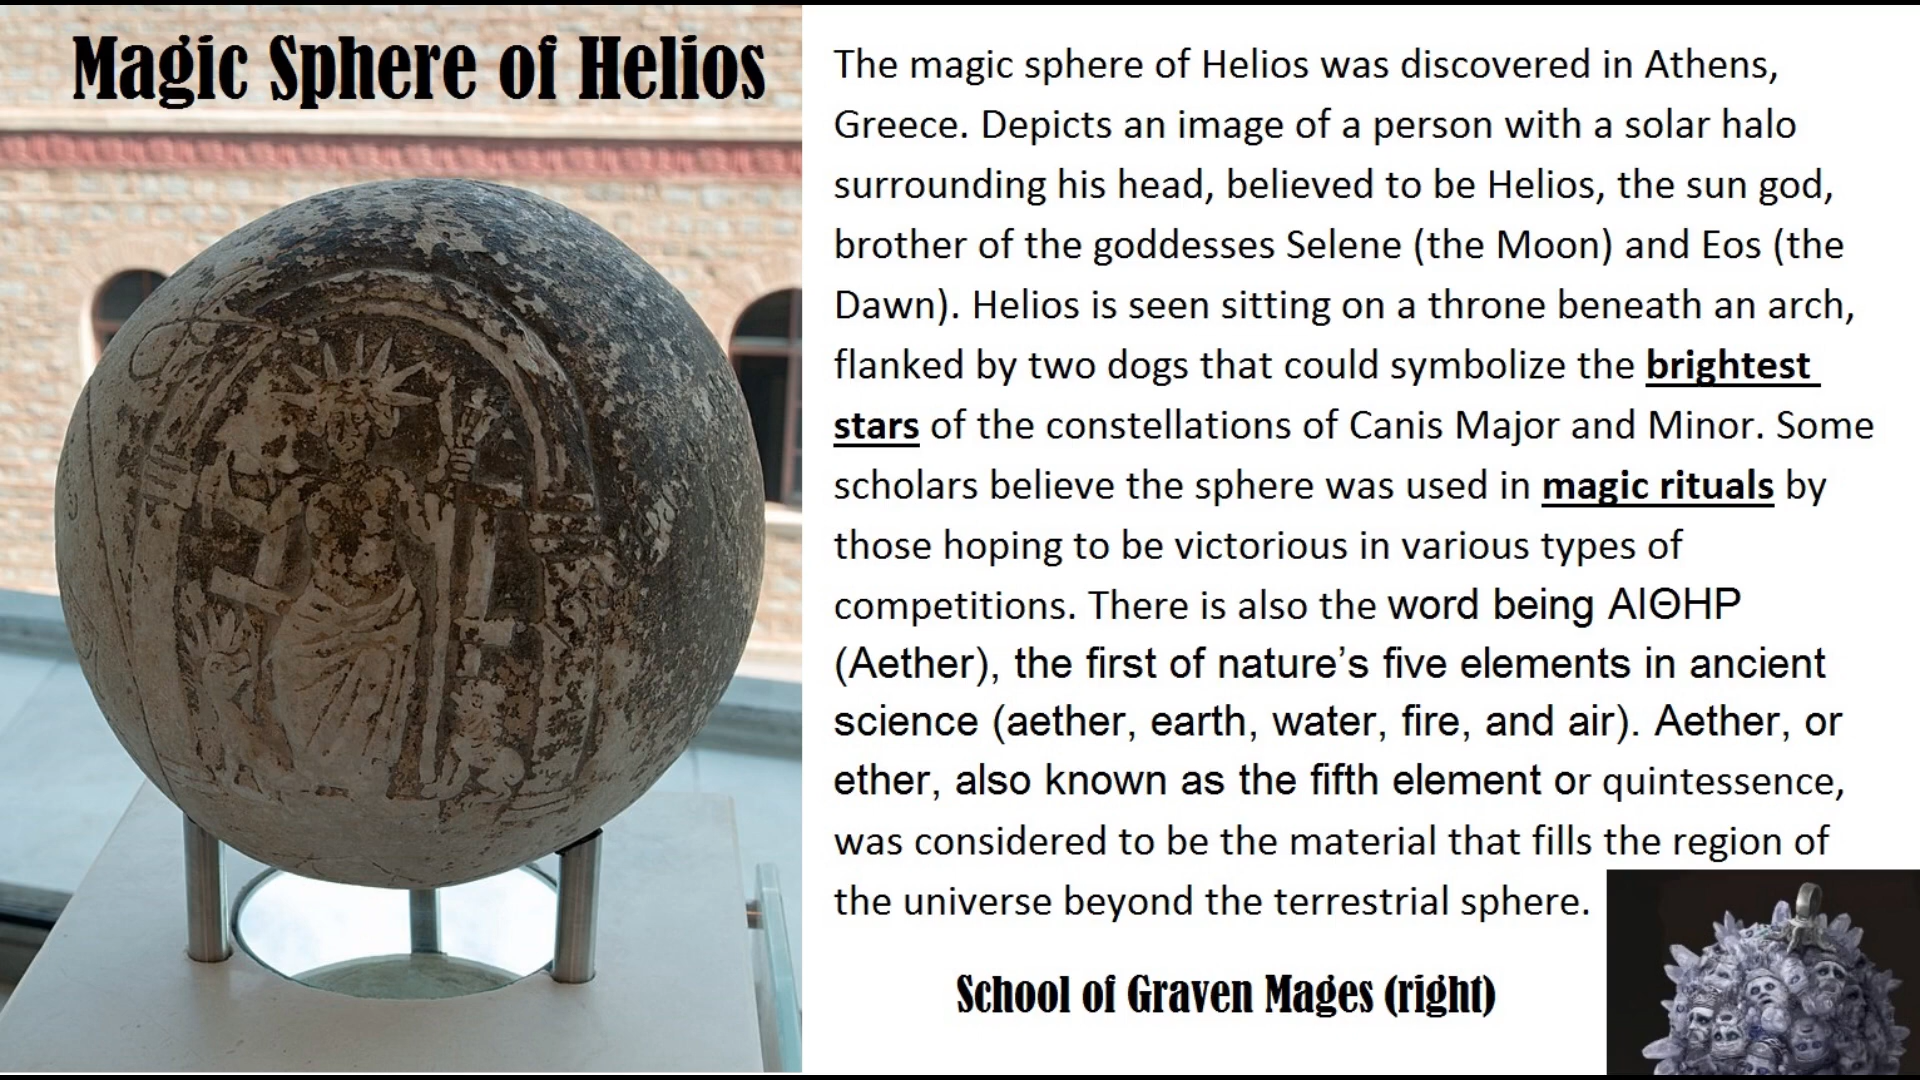 Magic Sphere of Helios
The magic sphere of Helios was discovered in Athens,
Greece. Depicts an image of a person with a solar halo
surrounding his head, believed to be Helios, the sun god,
brother of the goddesses Selene (the Moon) and Eos (the
Dawn). Helios is seen sitting on a throne beneath an arch,
flanked by two dogs that could symbolize the brightest
stars of the constellations of Canis Major and Minor. Some
scholars believe the sphere was used in magic rituals by
those hoping to be victorious in various types of
competitions. There is also the word being ΑΙΘΗΡ
(Aether), the first of nature’s five elements in ancient
science (aether, earth, water, fire, and air). Aether, or
ether, also known as the fifth element or quintessence,
was considered to be the material that fills the region of
the universe beyond the terrestrial sphere.
School of Graven Mages (right)